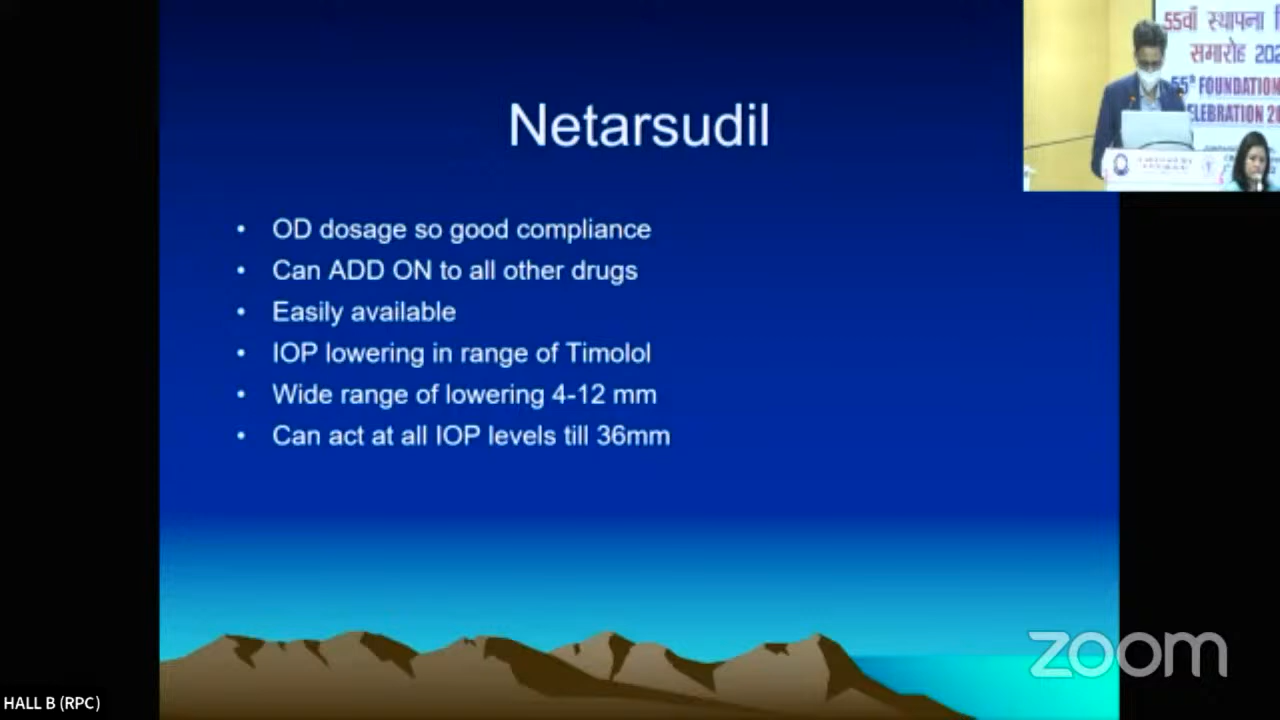 Netarsudil
• OD dosage so good compliance
• Can ADD ON to all other drugs
• Easily available
• IOP lowering in range of Timolol
• Wide range of lowering 4-12 mm
• Can act at all IOP levels till 36mm
55वाँ स्थापना
समारोह
55th FOUNDATION
zoom
HALL B (RPC)